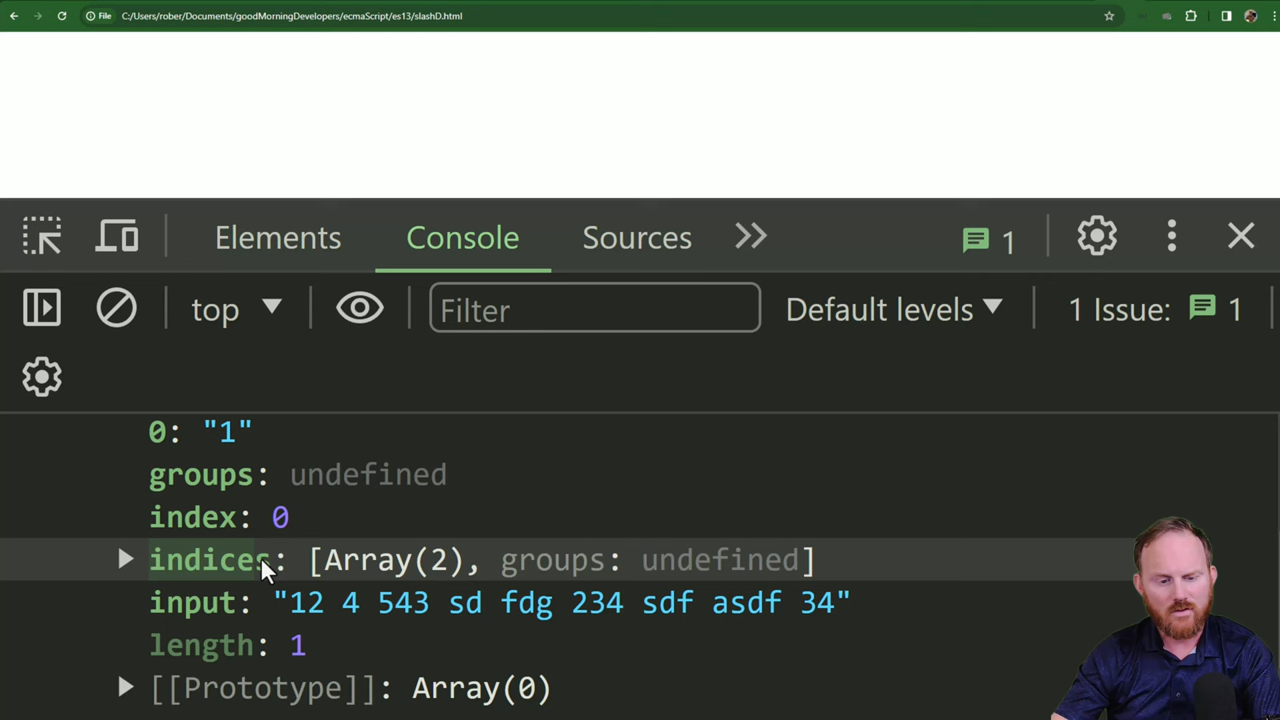 File C:/Users/rober/Documents/goodMorningDevelopers/ecmaScript/es13/slashD.html
Elements Console Sources 1
top Filter Default levels 1 Issue: 1
0: "1"
groups: undefined
index: 0
indices: [Array(2), groups: undefined]
input: "12 4 543 sd fdg 234 sdf asdf 34"
length: 1
[[Prototype]]: Array(0)